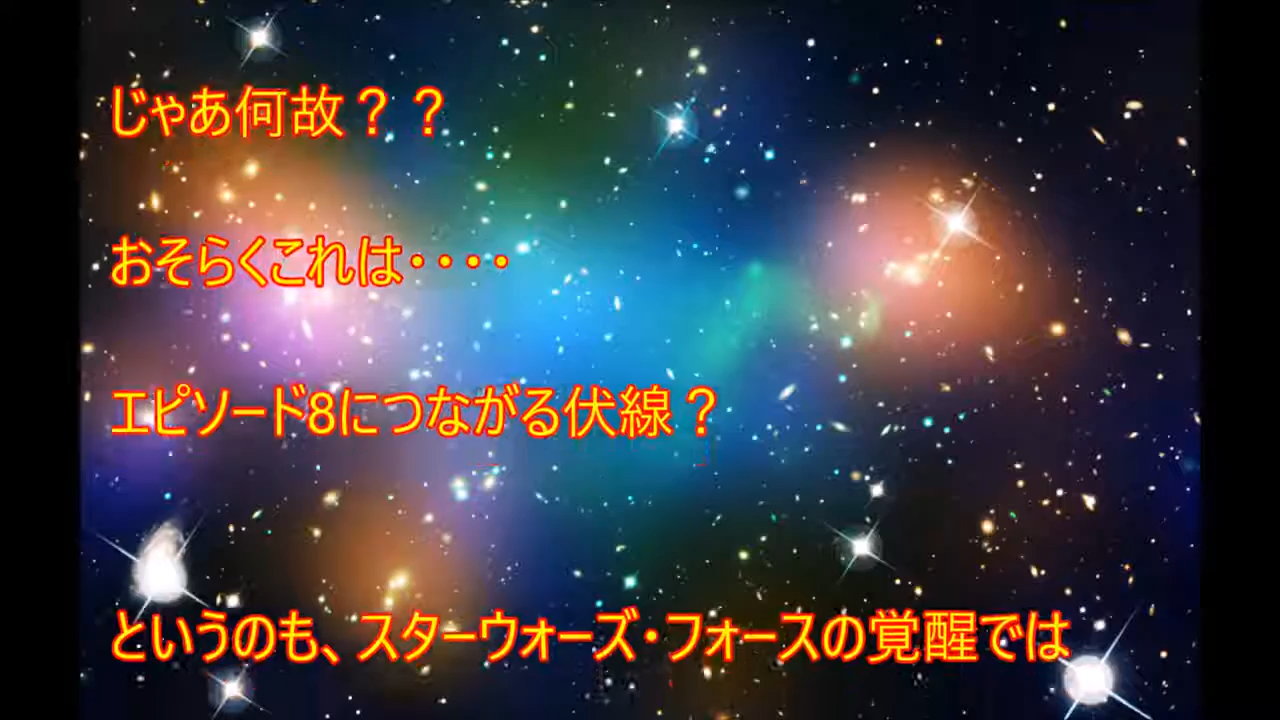 じゃあ何故？？
おそらくこれは････
エピソード8につながる伏線？
というのも、スターウォーズ・フォースの覚醒では